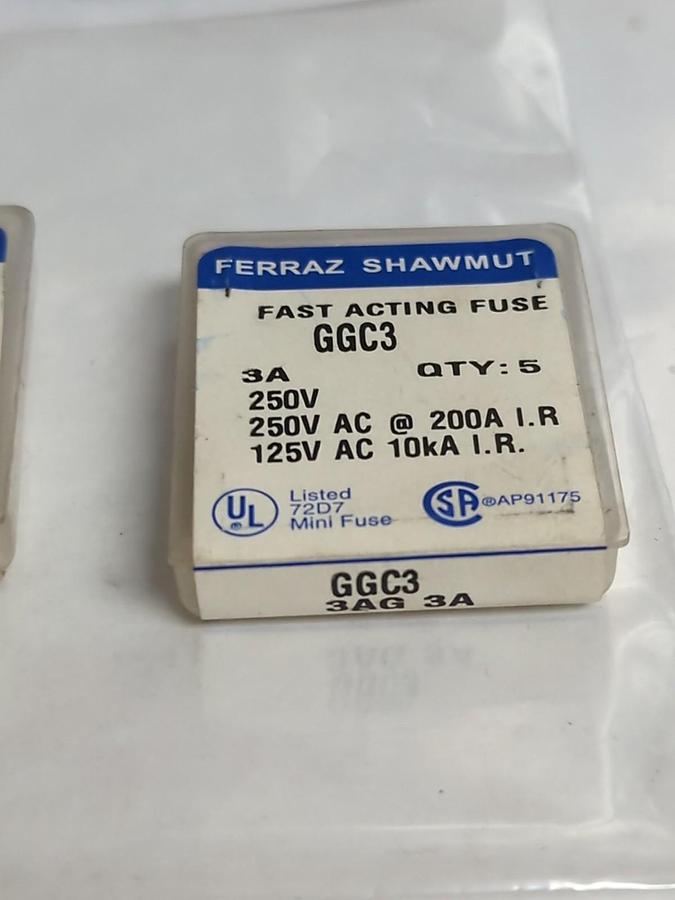 FERRAZ SHAWMUT
FAST ACTING FUSE
GGC3
3A QTY: 5
250V
250V AC @ 200A I.R
125V AC 10kA I.R.
UL ® Listed
72D7
Mini Fuse
CSA ®AP91175
GGC3
3AG 3A